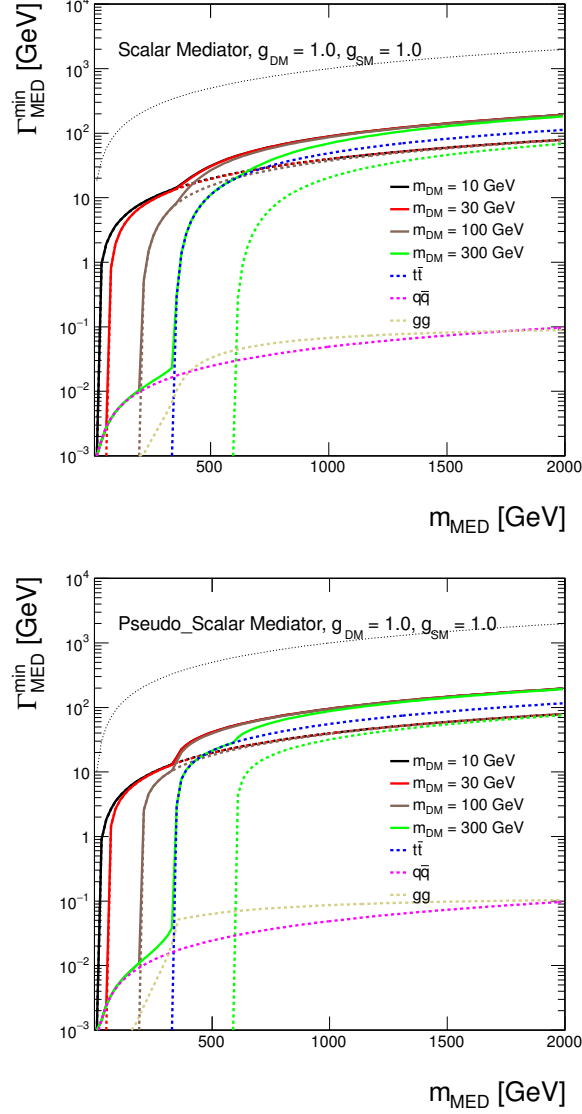 Γ_MED^min [GeV]
10^4
Scalar Mediator, g_DM = 1.0, g_SM = 1.0
10^3
10^2
10
1
10^−1
10^−2
10^−3
m_DM = 10 GeV
m_DM = 30 GeV
m_DM = 100 GeV
m_DM = 300 GeV
tt̄
qq̄
gg
500 1000 1500 2000
m_MED [GeV]
Γ_MED^min [GeV]
10^4
Pseudo_Scalar Mediator, g_DM = 1.0, g_SM = 1.0
10^3
10^2
10
1
10^−1
10^−2
10^−3
m_DM = 10 GeV
m_DM = 30 GeV
m_DM = 100 GeV
m_DM = 300 GeV
tt̄
qq̄
gg
500 1000 1500 2000
m_MED [GeV]